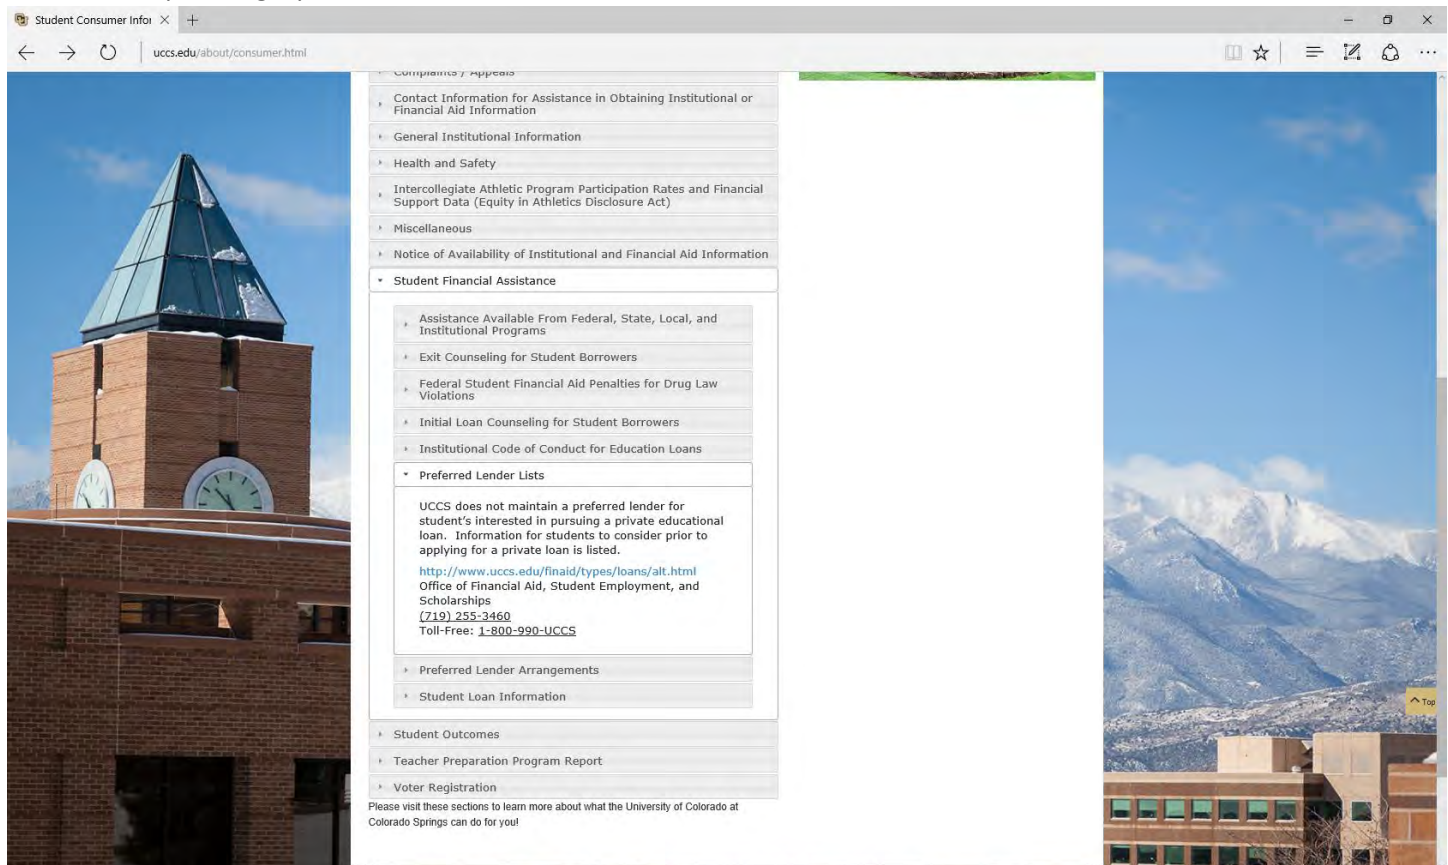 Student Consumer Infor
uccs.edu/about/consumer.html
Complaints / Appeals
Contact Information for Assistance in Obtaining Institutional or
Financial Aid Information
General Institutional Information
Health and Safety
Intercollegiate Athletic Program Participation Rates and Financial
Support Data (Equity in Athletics Disclosure Act)
Miscellaneous
Notice of Availability of Institutional and Financial Aid Information
Student Financial Assistance
Assistance Available From Federal, State, Local, and
Institutional Programs
Exit Counseling for Student Borrowers
Federal Student Financial Aid Penalties for Drug Law
Violations
Initial Loan Counseling for Student Borrowers
Institutional Code of Conduct for Education Loans
Preferred Lender Lists
UCCS does not maintain a preferred lender for
student’s interested in pursuing a private educational
loan. Information for students to consider prior to
applying for a private loan is listed.
http://www.uccs.edu/finaid/types/loans/alt.html
Office of Financial Aid, Student Employment, and
Scholarships
(719) 255-3460
Toll-Free: 1-800-990-UCCS
Preferred Lender Arrangements
Student Loan Information
Top
Student Outcomes
Teacher Preparation Program Report
Voter Registration
Please visit these sections to learn more about what the University of Colorado at
Colorado Springs can do for you!